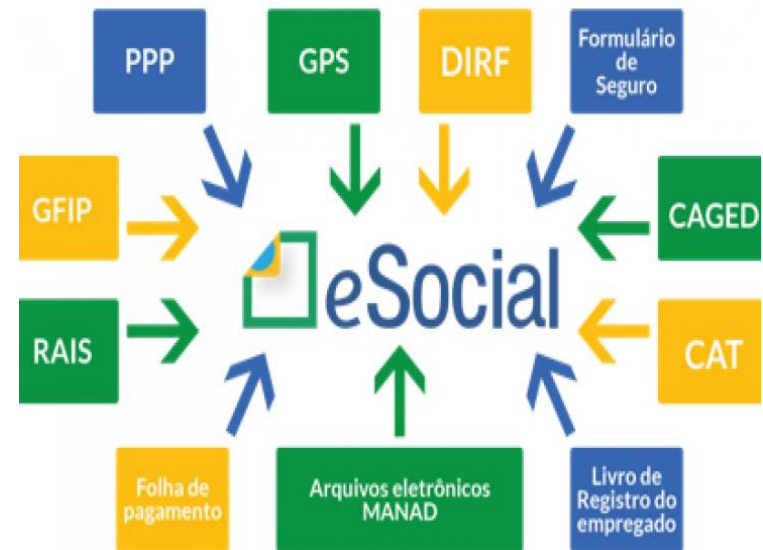 PPP
GPS
DIRF
Formulário
de
Seguro
GFIP
CAGED
eSocial
RAIS
CAT
Folha de
pagamento
Arquivos eletrônicos
MANAD
Livro de
Registro do
empregado